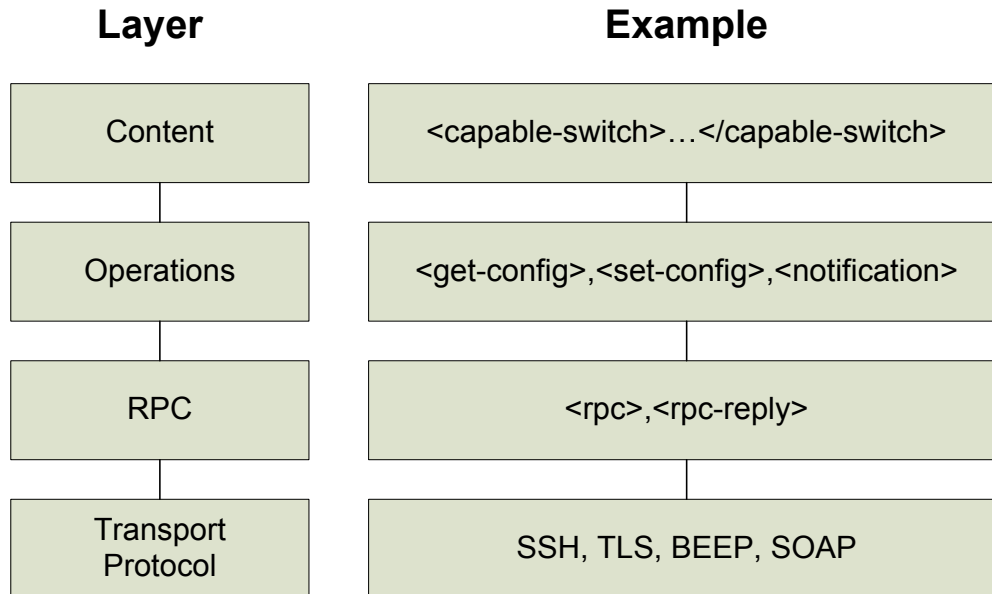 Layer
Example
Content
<capable-switch>…</capable-switch>
Operations
<get-config>,<set-config>,<notification>
RPC
<rpc>,<rpc-reply>
Transport
Protocol
SSH, TLS, BEEP, SOAP